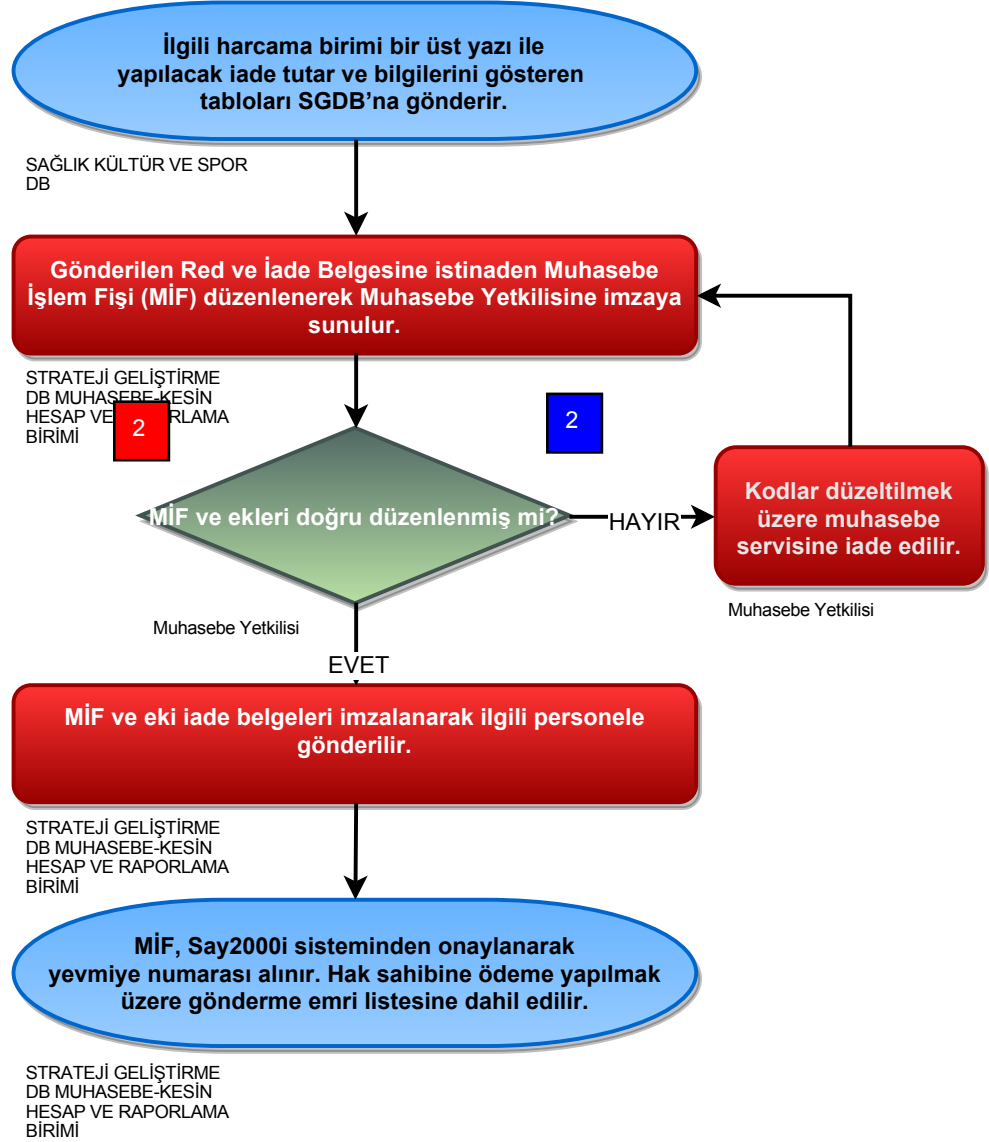 İlgili harcama birimi bir üst yazı ile
yapılacak iade tutar ve bilgilerini gösteren
tabloları SGDB’na gönderir.
SAĞLIK KÜLTÜR VE SPOR
DB
Gönderilen Red ve İade Belgesine istinaden Muhasebe
İşlem Fişi (MİF) düzenlenerek Muhasebe Yetkilisine imzaya
sunulur.
STRATEJİ GELİŞTİRME
DB MUHASEBE-KESİN
HESAP VE RLAMA
BİRİMİ
2
2
MİF ve ekleri doğru düzenlenmiş mi?
HAYIR
Kodlar düzeltilmek
üzere muhasebe
servisine iade edilir.
Muhasebe Yetkilisi
Muhasebe Yetkilisi
EVET
MİF ve eki iade belgeleri imzalanarak ilgili personele
gönderilir.
STRATEJİ GELİŞTİRME
DB MUHASEBE-KESİN
HESAP VE RAPORLAMA
BİRİMİ
MİF, Say2000i sisteminden onaylanarak
yevmiye numarası alınır. Hak sahibine ödeme yapılmak
üzere gönderme emri listesine dahil edilir.
STRATEJİ GELİŞTİRME
DB MUHASEBE-KESİN
HESAP VE RAPORLAMA
BİRİMİ